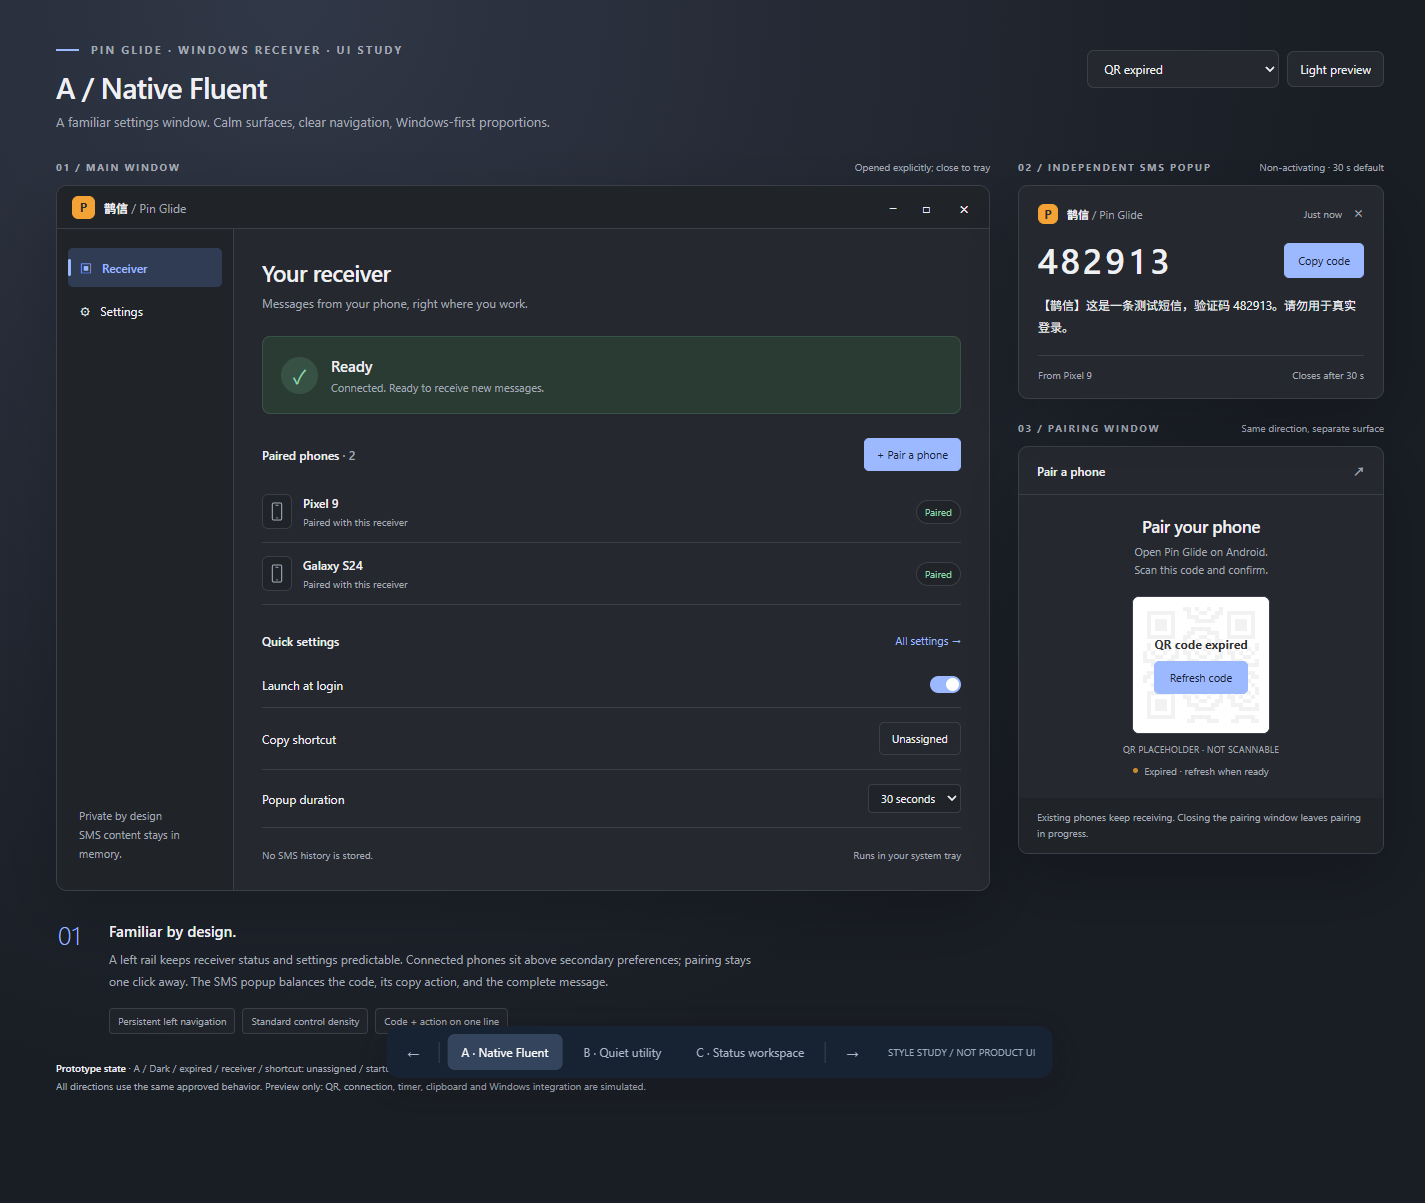 PIN GLIDE · WINDOWS RECEIVER · UI STUDY
A / Native Fluent
A familiar settings window. Calm surfaces, clear navigation, Windows-first proportions.
QR expired
Light preview
01 / MAIN WINDOW
Opened explicitly; close to tray
P 鹊信 / Pin Glide
Receiver
Settings
Private by design
SMS content stays in
memory.
Your receiver
Messages from your phone, right where you work.
Ready
Connected. Ready to receive new messages.
Paired phones · 2
+ Pair a phone
Pixel 9
Paired with this receiver
Paired
Galaxy S24
Paired with this receiver
Paired
Quick settings
All settings →
Launch at login
Copy shortcut
Unassigned
Popup duration
30 seconds
No SMS history is stored.
Runs in your system tray
02 / INDEPENDENT SMS POPUP
Non-activating · 30 s default
P 鹊信 / Pin Glide
Just now
482913
Copy code
【鹊信】这是一条测试短信，验证码 482913。请勿用于真实
登录。
From Pixel 9
Closes after 30 s
03 / PAIRING WINDOW
Same direction, separate surface
Pair a phone
Pair your phone
Open Pin Glide on Android.
Scan this code and confirm.
QR code expired
Refresh code
QR PLACEHOLDER · NOT SCANNABLE
Expired · refresh when ready
Existing phones keep receiving. Closing the pairing window leaves pairing
in progress.
01
Familiar by design.
A left rail keeps receiver status and settings predictable. Connected phones sit above secondary preferences; pairing stays
one click away. The SMS popup balances the code, its copy action, and the complete message.
Persistent left navigation
Standard control density
Code + action on one line
← A · Native Fluent B · Quiet utility C · Status workspace → STYLE STUDY / NOT PRODUCT UI
Prototype state · A / Dark / expired / receiver / shortcut: unassigned /
All directions use the same approved behavior. Preview only: QR, connection, timer, clipboard and Windows integration are simulated.